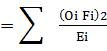 =∑ (Oi Fi)2
Ei